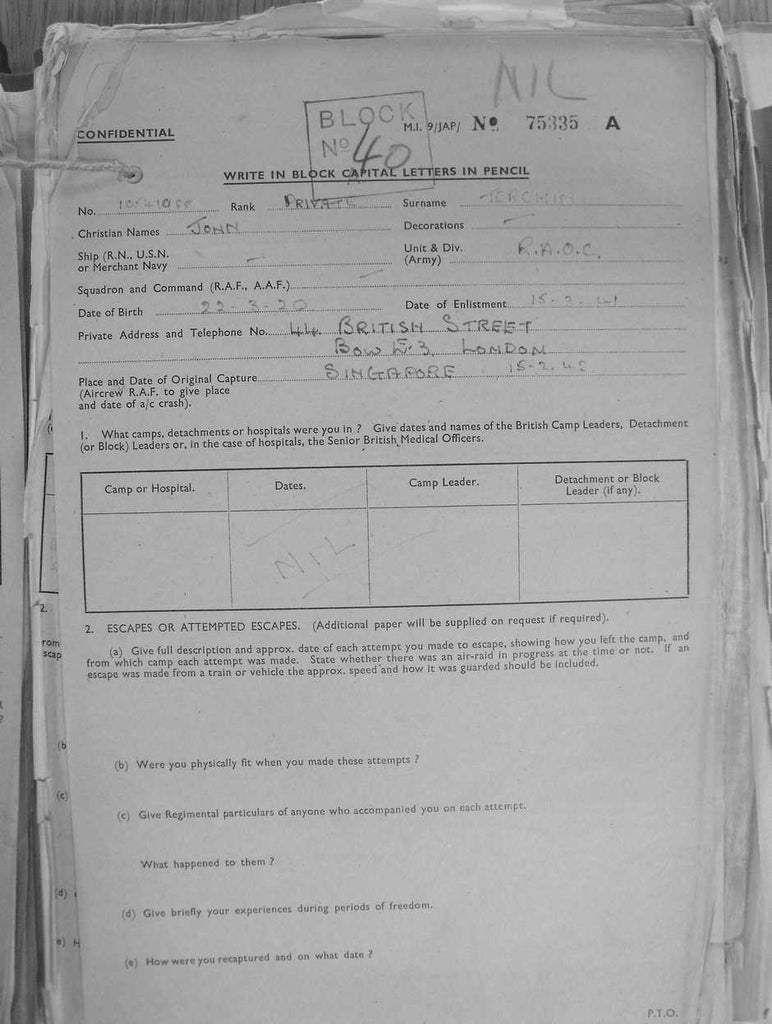 NIL
BLOCK
Nº 40
M.I. 9/JAP/ Nº 75335 A
CONFIDENTIAL
WRITE IN BLOCK CAPITAL LETTERS IN PENCIL
No. Rank PRIVATE Surname
Christian Names JOHN Decorations –
Ship (R.N., U.S.N. or Merchant Navy – Unit & Div. (Army) R.A.O.C.
Squadron and Command (R.A.F., A.A.F.) –
Date of Birth 22-3-20 Date of Enlistment 41
Private Address and Telephone No. 44. BRITISH STREET
BOW E.3. LONDON
Place and Date of Original Capture SINGAPORE 15-2-42
(Aircrew R.A.F. to give place
and date of a/c crash).
1. What camps, detachments or hospitals were you in ? Give dates and names of the British Camp Leaders, Detachment
(or Block) Leaders or, in the case of hospitals, the Senior British Medical Officers.
Camp or Hospital. Dates. Camp Leader. Detachment or Block
Leader (if any).
NIL
2. ESCAPES OR ATTEMPTED ESCAPES. (Additional paper will be supplied on request if required).
(a) Give full description and approx. date of each attempt you made to escape, showing how you left the camp, and
from which camp each attempt was made. State whether there was an air-raid in progress at the time or not. If an
escape was made from a train or vehicle the approx. speed and how it was guarded should be included.
(b) Were you physically fit when you made these attempts ?
(c) Give Regimental particulars of anyone who accompanied you on each attempt.
What happened to them ?
(d) Give briefly your experiences during periods of freedom.
(e) How were you recaptured and on what date ?
P.T.O.
2.
rom
scap
(b
(c)
(d)
e) H